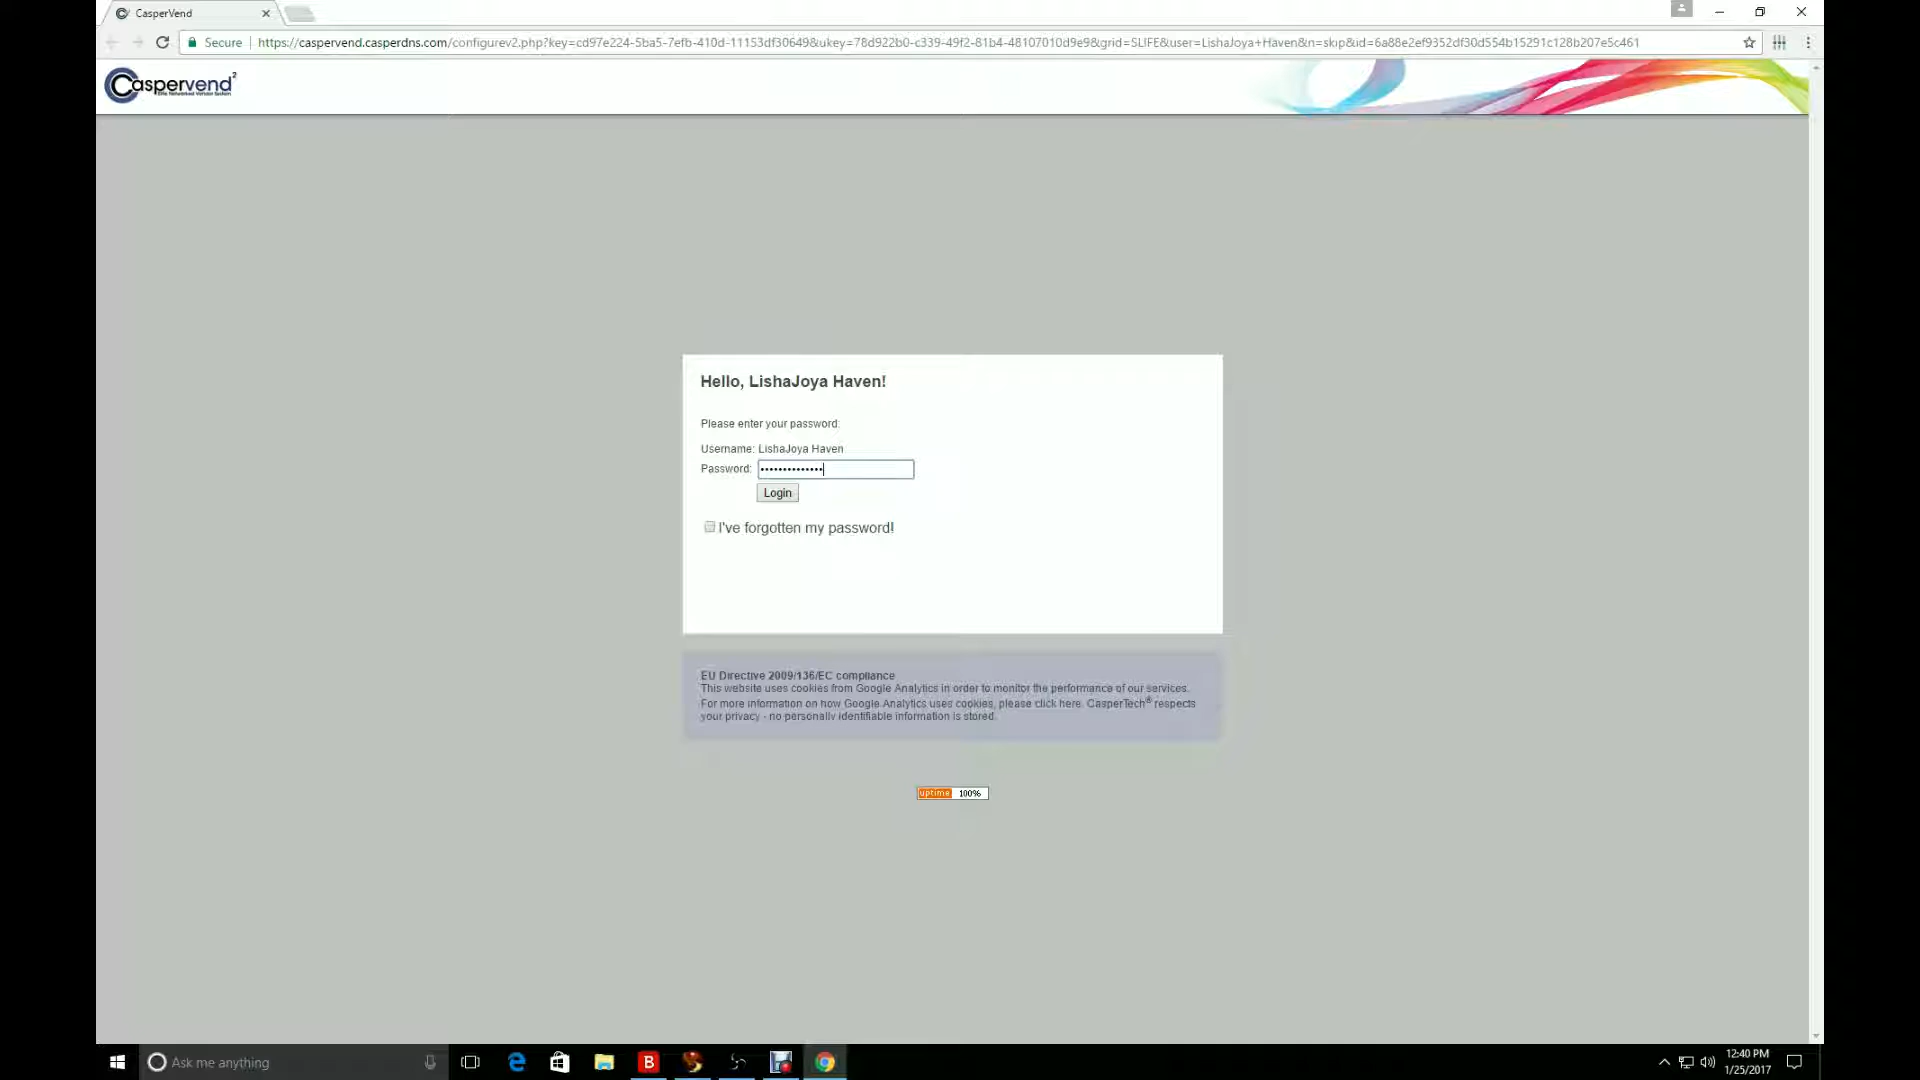 CasperVend
Secure
https://caspervend.casperdns.com/configurev2.php?key=cd97e224-5ba5-7efb-410d-11153df30649&ukey=78d922b0-c339-49f2-81b4-48107010d9e9&grid=SLIFE&user=LishaJoya+Haven&n=skip&id=6a88e2ef9352df30d554b15291c128b207e5c461
Caspervend²
Hello, LishaJoya Haven!
Please enter your password:
Username: LishaJoya Haven
Password: ••••••••••••••
Login
I've forgotten my password!
EU Directive 2009/136/EC compliance
This website uses cookies from Google Analytics in order to monitor the performance of our services.
For more information on how Google Analytics uses cookies, please click here. CasperTech® respects
your privacy - no personally identifiable information is stored.
uptime 100%
Ask me anything
12:40 PM
1/25/2017